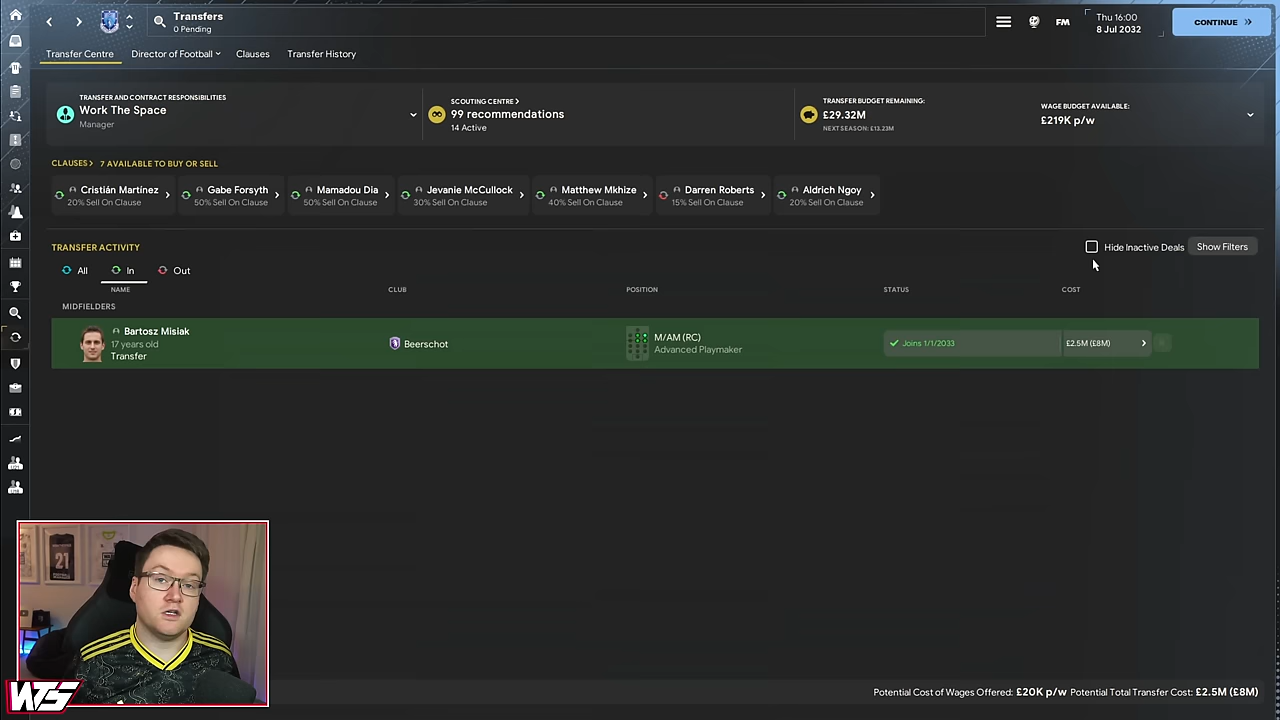 Transfers
0 Pending
FM
Thu 16:00
8 Jul 2032
CONTINUE
Transfer Centre
Director of Football
Clauses
Transfer History
TRANSFER AND CONTRACT RESPONSIBILITIES
Work The Space
Manager
SCOUTING CENTRE >
99 recommendations
14 Active
TRANSFER BUDGET REMAINING:
£29.32M
NEXT SEASON: £13.23M
WAGE BUDGET AVAILABLE:
£219K p/w
CLAUSES > 7 AVAILABLE TO BUY OR SELL
Cristián Martínez
20% Sell On Clause
Gabe Forsyth
50% Sell On Clause
Mamadou Dia
50% Sell On Clause
Jevanie McCullock
30% Sell On Clause
Matthew Mkhize
40% Sell On Clause
Darren Roberts
15% Sell On Clause
Aldrich Ngoy
20% Sell On Clause
TRANSFER ACTIVITY
Hide Inactive Deals
Show Filters
All
In
Out
NAME
CLUB
POSITION
STATUS
COST
MIDFIELDERS
Bartosz Misiak
17 years old
Transfer
Beerschot
M/AM (RC)
Advanced Playmaker
Joins 1/1/2033
£2.5M (£8M)
21
WTS
Potential Cost of Wages Offered: £20K p/w Potential Total Transfer Cost: £2.5M (£8M)